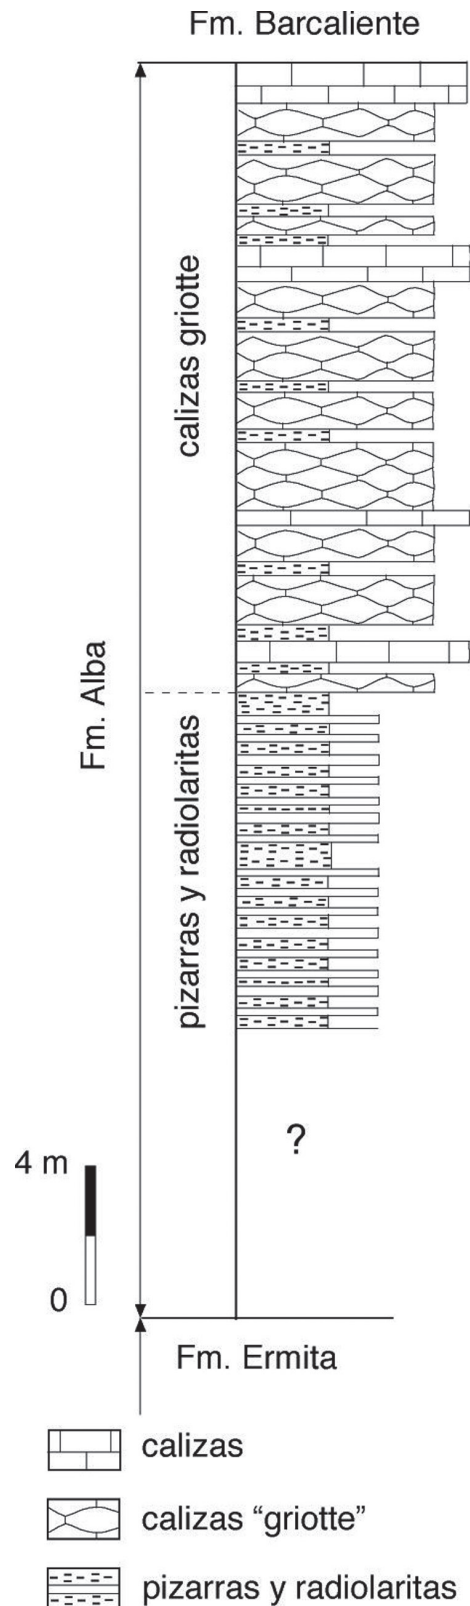 Fm. Barcaliente
calizas griotte
Fm. Alba
pizarras y radiolaritas
?
4 m
0
Fm. Ermita
calizas
calizas “griotte”
pizarras y radiolaritas